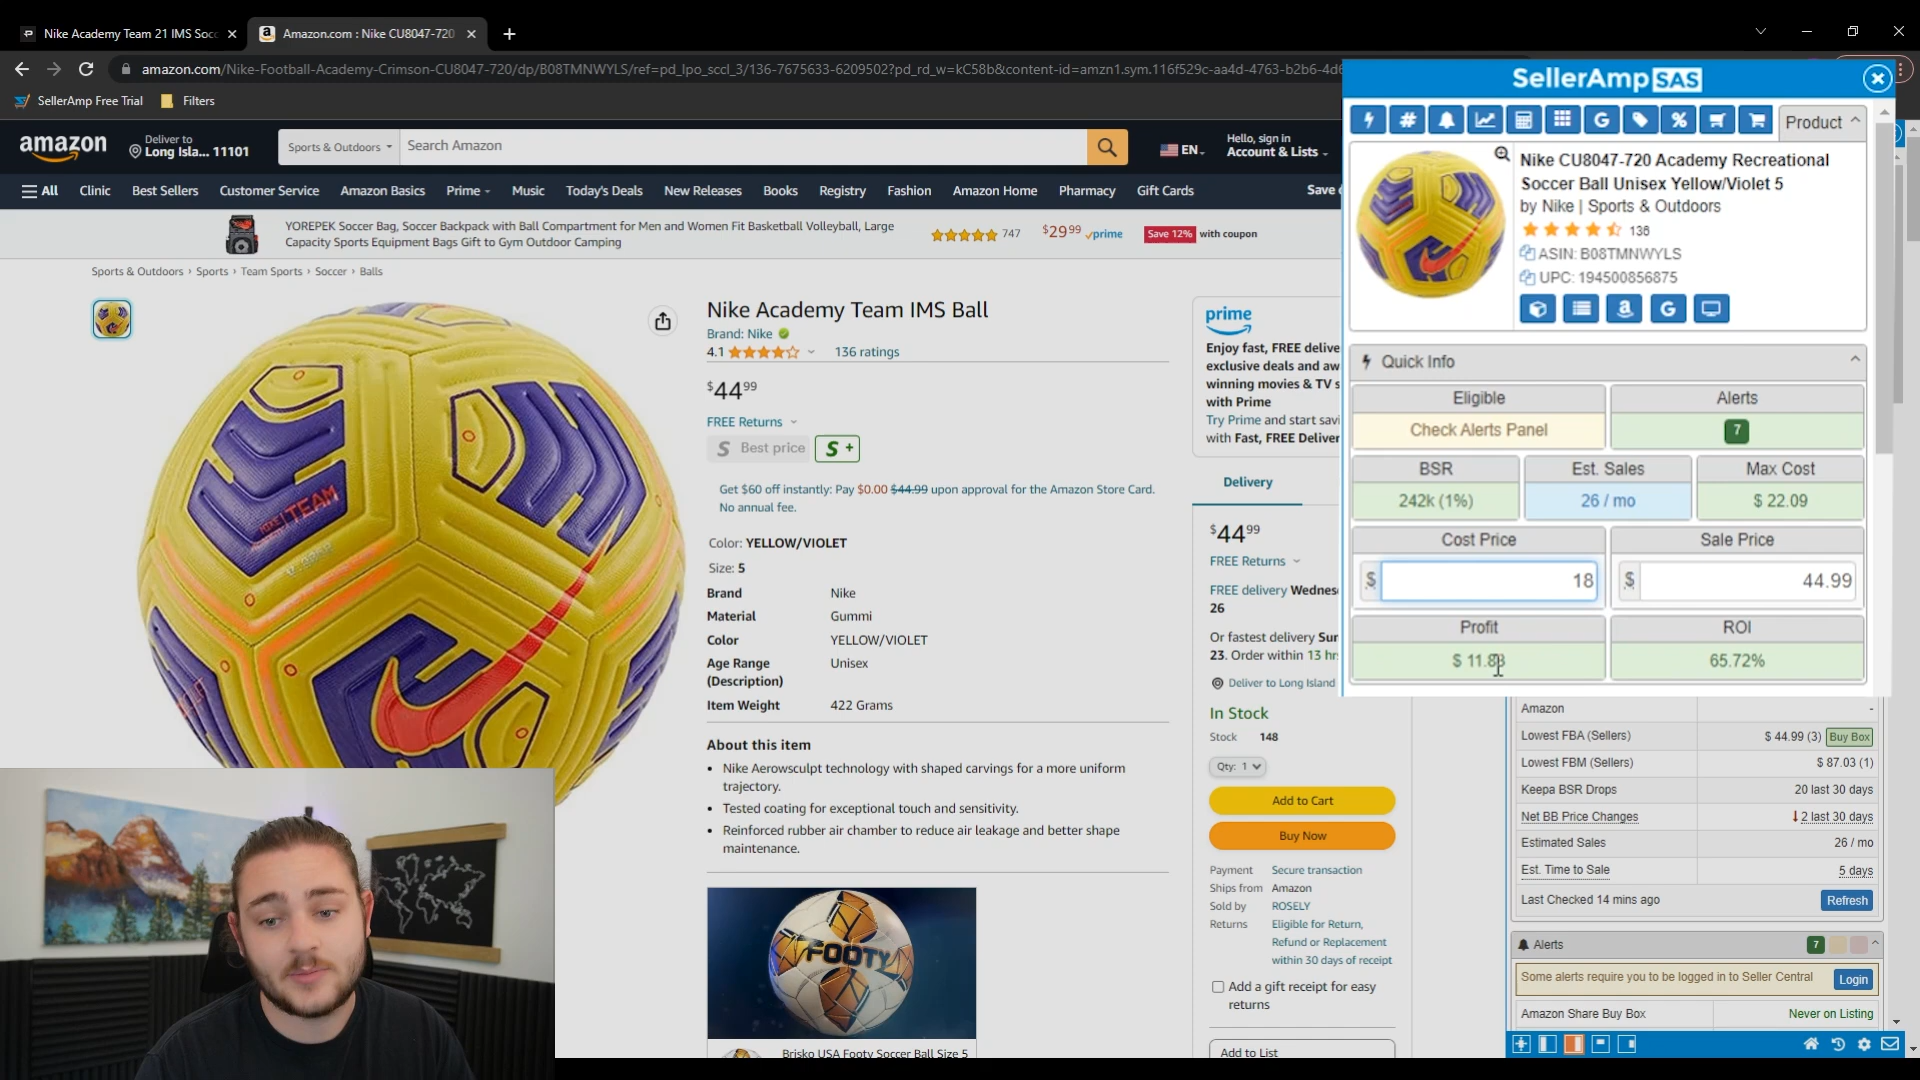 Nike Academy Team 21 IMS Socc
Amazon.com : Nike CU8047-720
amazon.com/Nike-Football-Academy-Crimson-CU8047-720/dp/B08TMNWYLS/ref=pd_lpo_sccl_3/136-7675633-6209502?pd_rd_w=kC58b&content-id=amzn1.sym.116f529c-aa4d-4763-b2b6-4d6
SellerAmp Free Trial
Filters
amazon
Deliver to
Long Isla... 11101
Sports & Outdoors
Search Amazon
EN
Hello, sign in
Account & Lists
All
Clinic
Best Sellers
Customer Service
Amazon Basics
Prime
Music
Today's Deals
New Releases
Books
Registry
Fashion
Amazon Home
Pharmacy
Gift Cards
Save
YOREPEK Soccer Bag, Soccer Backpack with Ball Compartment for Men and Women Fit Basketball Volleyball, Large
Capacity Sports Equipment Bags Gift to Gym Outdoor Camping
747
$29.99 prime
Save 12% with coupon
Sports & Outdoors › Sports › Team Sports › Soccer › Balls
NIKE TEAM
Nike Academy Team IMS Ball
Brand: Nike
4.1
136 ratings
$44.99
FREE Returns
S Best price
S +
Get $60 off instantly: Pay $0.00 $44.99 upon approval for the Amazon Store Card.
No annual fee.
Color: YELLOW/VIOLET
Size: 5
Brand Nike
Material Gummi
Color YELLOW/VIOLET
Age Range Unisex
(Description)
Item Weight 422 Grams
About this item
• Nike Aerowsculpt technology with shaped carvings for a more uniform
trajectory.
• Tested coating for exceptional touch and sensitivity.
• Reinforced rubber air chamber to reduce air leakage and better shape
maintenance.
FOOTY
Brisko USA Footy Soccer Ball Size 5
prime
Enjoy fast, FREE delive
exclusive deals and aw
winning movies & TV s
with Prime
Try Prime and start savi
with Fast, FREE Deliver
Delivery
$44.99
FREE Returns
FREE delivery Wednes
26
Or fastest delivery Sun
23. Order within 13 hr
Deliver to Long Island
In Stock
Stock 148
Qty: 1
Add to Cart
Buy Now
Payment Secure transaction
Ships from Amazon
Sold by ROSELY
Returns Eligible for Return,
Refund or Replacement
within 30 days of receipt
Add a gift receipt for easy
returns
Add to List
SellerAmp SAS
Product
Nike CU8047-720 Academy Recreational
Soccer Ball Unisex Yellow/Violet 5
by Nike | Sports & Outdoors
136
ASIN: B08TMNWYLS
UPC: 194500856875
Quick Info
Eligible
Alerts
Check Alerts Panel
7
BSR
Est. Sales
Max Cost
242k (1%)
26 / mo
$ 22.09
Cost Price
Sale Price
$ 18
$ 44.99
Profit
ROI
$ 11.83
65.72%
Amazon -
Lowest FBA (Sellers) $ 44.99 (3) Buy Box
Lowest FBM (Sellers) $ 87.03 (1)
Keepa BSR Drops 20 last 30 days
Net BB Price Changes 2 last 30 days
Estimated Sales 26 / mo
Est. Time to Sale 5 days
Last Checked 14 mins ago Refresh
Alerts 7
Some alerts require you to be logged in to Seller Central Login
Amazon Share Buy Box Never on Listing